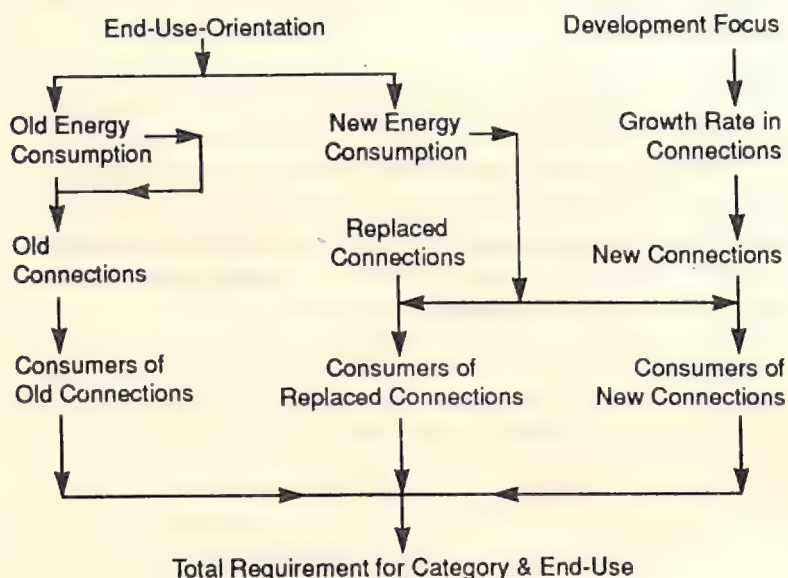 End-Use-Orientation
Development Focus
Old Energy
Consumption
New Energy
Consumption
Growth Rate in
Connections
Old
Connections
Replaced
Connections
New Connections
Consumers of
Old Connections
Consumers of
Replaced Connections
Consumers of
New Connections
Total Requirement for Category & End-Use